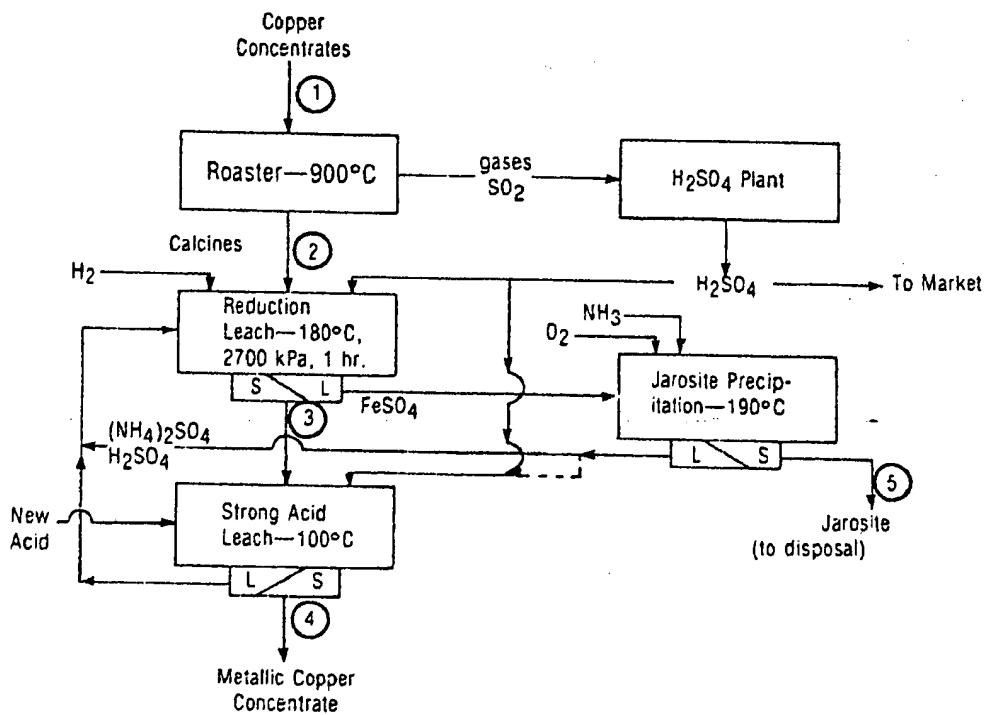 Copper
Concentrates
1
Roaster—900°C
gases
SO2
H2SO4 Plant
Calcines
2
H2
H2SO4
To Market
Reduction
Leach—180°C,
2700 kPa, 1 hr.
S
L
NH3
O2
Jarosite Precip-
itation—190°C
FeSO4
3
(NH4)2SO4
H2SO4
L
S
5
New
Acid
Strong Acid
Leach—100°C
Jarosite
(to disposal)
L
S
4
Metallic Copper
Concentrate